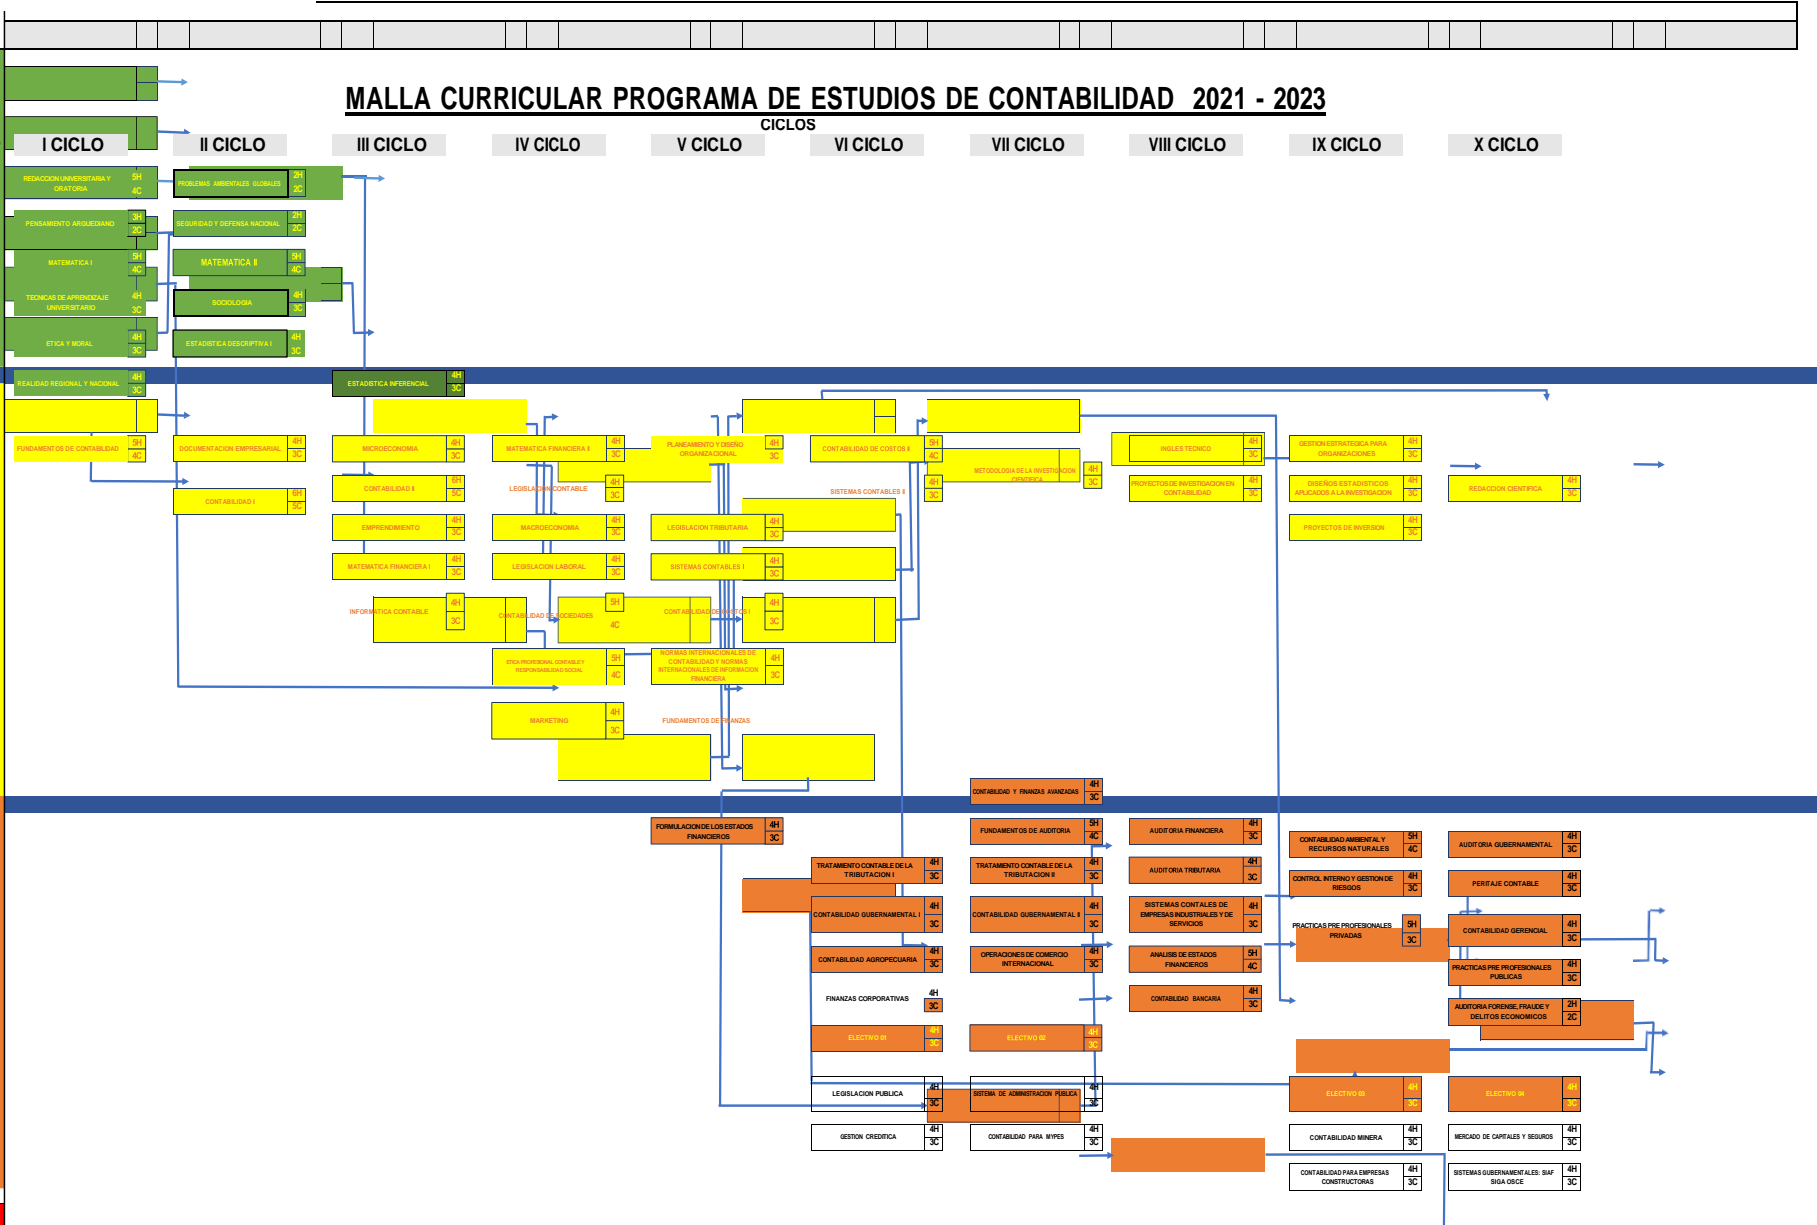 MALLA CURRICULAR PROGRAMA DE ESTUDIOS DE CONTABILIDAD 2021 - 2023
CICLOS
I CICLO
II CICLO
III CICLO
IV CICLO
V CICLO
VI CICLO
VII CICLO
VIII CICLO
IX CICLO
X CICLO
REDACCION UNIVERSITARIA Y
ORATORIA
5H
4C
PROBLEMAS AMBIENTALES GLOBALES
2H
2C
PENSAMIENTO ARGUEDIANO
3H
2C
SEGURIDAD Y DEFENSA NACIONAL
2H
2C
MATEMATICA I
5H
4C
MATEMATICA II
5H
4C
TECNICAS DE APRENDIZAJE
UNIVERSITARIO
4H
3C
SOCIOLOGIA
4H
3C
ETICA Y MORAL
4H
3C
ESTADISTICA DESCRIPTIVA I
4H
3C
REALIDAD REGIONAL Y NACIONAL
4H
3C
ESTADISTICA INFERENCIAL
4H
3C
FUNDAMENTOS DE CONTABILIDAD
5H
4C
DOCUMENTACION EMPRESARIAL
4H
3C
MICROECONOMIA
4H
3C
MATEMATICA FINANCIERA II
4H
3C
PLANEAMIENTO Y DISEÑO
ORGANIZACIONAL
4H
3C
CONTABILIDAD DE COSTOS II
5H
4C
METODOLOGIA DE LA INVESTIGACION
CIENTIFICA
4H
3C
INGLES TECNICO
4H
3C
GESTION ESTRATEGICA PARA
ORGANIZACIONES
4H
3C
CONTABILIDAD I
6H
5C
CONTABILIDAD II
6H
5C
LEGISLACION CONTABLE
4H
3C
SISTEMAS CONTABLES II
4H
3C
PROYECTOS DE INVESTIGACION EN
CONTABILIDAD
4H
3C
DISEÑOS ESTADISTICOS
APLICADOS A LA INVESTIGACION
4H
3C
REDACCION CIENTIFICA
4H
3C
EMPRENDIMIENTO
4H
3C
MACROECONOMIA
4H
3C
LEGISLACION TRIBUTARIA
4H
3C
PROYECTOS DE INVERSION
4H
3C
MATEMATICA FINANCIERA I
4H
3C
LEGISLACION LABORAL
4H
3C
SISTEMAS CONTABLES I
4H
3C
INFORMATICA CONTABLE
4H
3C
CONTABILIDAD DE SOCIEDADES
5H
4C
CONTABILIDAD DE COSTOS I
4H
3C
ETICA PROFESIONAL CONTABLE Y
RESPONSABILIDAD SOCIAL
5H
4C
NORMAS INTERNACIONALES DE
CONTABILIDAD Y NORMAS
INTERNACIONALES DE INFORMACION
FINANCIERA
4H
3C
MARKETING
4H
3C
FUNDAMENTOS DE FINANZAS
CONTABILIDAD Y FINANZAS AVANZADAS
4H
3C
FORMULACION DE LOS ESTADOS
FINANCIEROS
4H
3C
FUNDAMENTOS DE AUDITORIA
5H
4C
AUDITORIA FINANCIERA
4H
3C
CONTABILIDAD AMBIENTAL Y
RECURSOS NATURALES
5H
4C
AUDITORIA GUBERNAMENTAL
4H
3C
TRATAMIENTO CONTABLE DE LA
TRIBUTACION I
4H
3C
TRATAMIENTO CONTABLE DE LA
TRIBUTACION II
4H
3C
AUDITORIA TRIBUTARIA
4H
3C
CONTROL INTERNO Y GESTION DE
RIESGOS
4H
3C
PERITAJE CONTABLE
4H
3C
CONTABILIDAD GUBERNAMENTAL I
4H
3C
CONTABILIDAD GUBERNAMENTAL II
4H
3C
SISTEMAS CONTALES DE
EMPRESAS INDUSTRIALES Y DE
SERVICIOS
4H
3C
PRACTICAS PRE PROFESIONALES
PRIVADAS
5H
3C
CONTABILIDAD GERENCIAL
4H
3C
CONTABILIDAD AGROPECUARIA
4H
3C
OPERACIONES DE COMERCIO
INTERNACIONAL
4H
3C
ANALISIS DE ESTADOS
FINANCIEROS
5H
4C
PRACTICAS PRE PROFESIONALES
PUBLICAS
4H
3C
FINANZAS CORPORATIVAS
4H
3C
CONTABILIDAD BANCARIA
4H
3C
AUDITORIA FORENSE, FRAUDE Y
DELITOS ECONOMICOS
2H
2C
ELECTIVO 01
4H
3C
ELECTIVO 02
4H
3C
ELECTIVO 03
4H
3C
ELECTIVO 04
4H
3C
LEGISLACION PUBLICA
4H
3C
SISTEMA DE ADMINISTRACION PUBLICA
4H
3C
GESTION CREDITICA
4H
3C
CONTABILIDAD PARA MYPES
4H
3C
CONTABILIDAD MINERA
4H
3C
MERCADO DE CAPITALES Y SEGUROS
4H
3C
CONTABILIDAD PARA EMPRESAS
CONSTRUCTORAS
4H
3C
SISTEMAS GUBERNAMENTALES: SIAF
SIGA OSCE
4H
3C